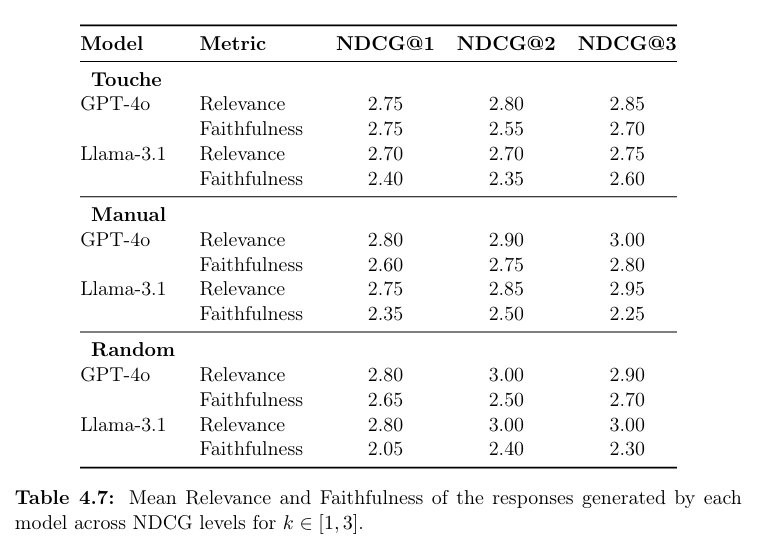 Model Metric NDCG@1 NDCG@2 NDCG@3
Touche
GPT-4o Relevance 2.75 2.80 2.85
Faithfulness 2.75 2.55 2.70
Llama-3.1 Relevance 2.70 2.70 2.75
Faithfulness 2.40 2.35 2.60
Manual
GPT-4o Relevance 2.80 2.90 3.00
Faithfulness 2.60 2.75 2.80
Llama-3.1 Relevance 2.75 2.85 2.95
Faithfulness 2.35 2.50 2.25
Random
GPT-4o Relevance 2.80 3.00 2.90
Faithfulness 2.65 2.50 2.70
Llama-3.1 Relevance 2.80 3.00 3.00
Faithfulness 2.05 2.40 2.30
Table 4.7: Mean Relevance and Faithfulness of the responses generated by each
model across NDCG levels for k ∈ [1, 3].